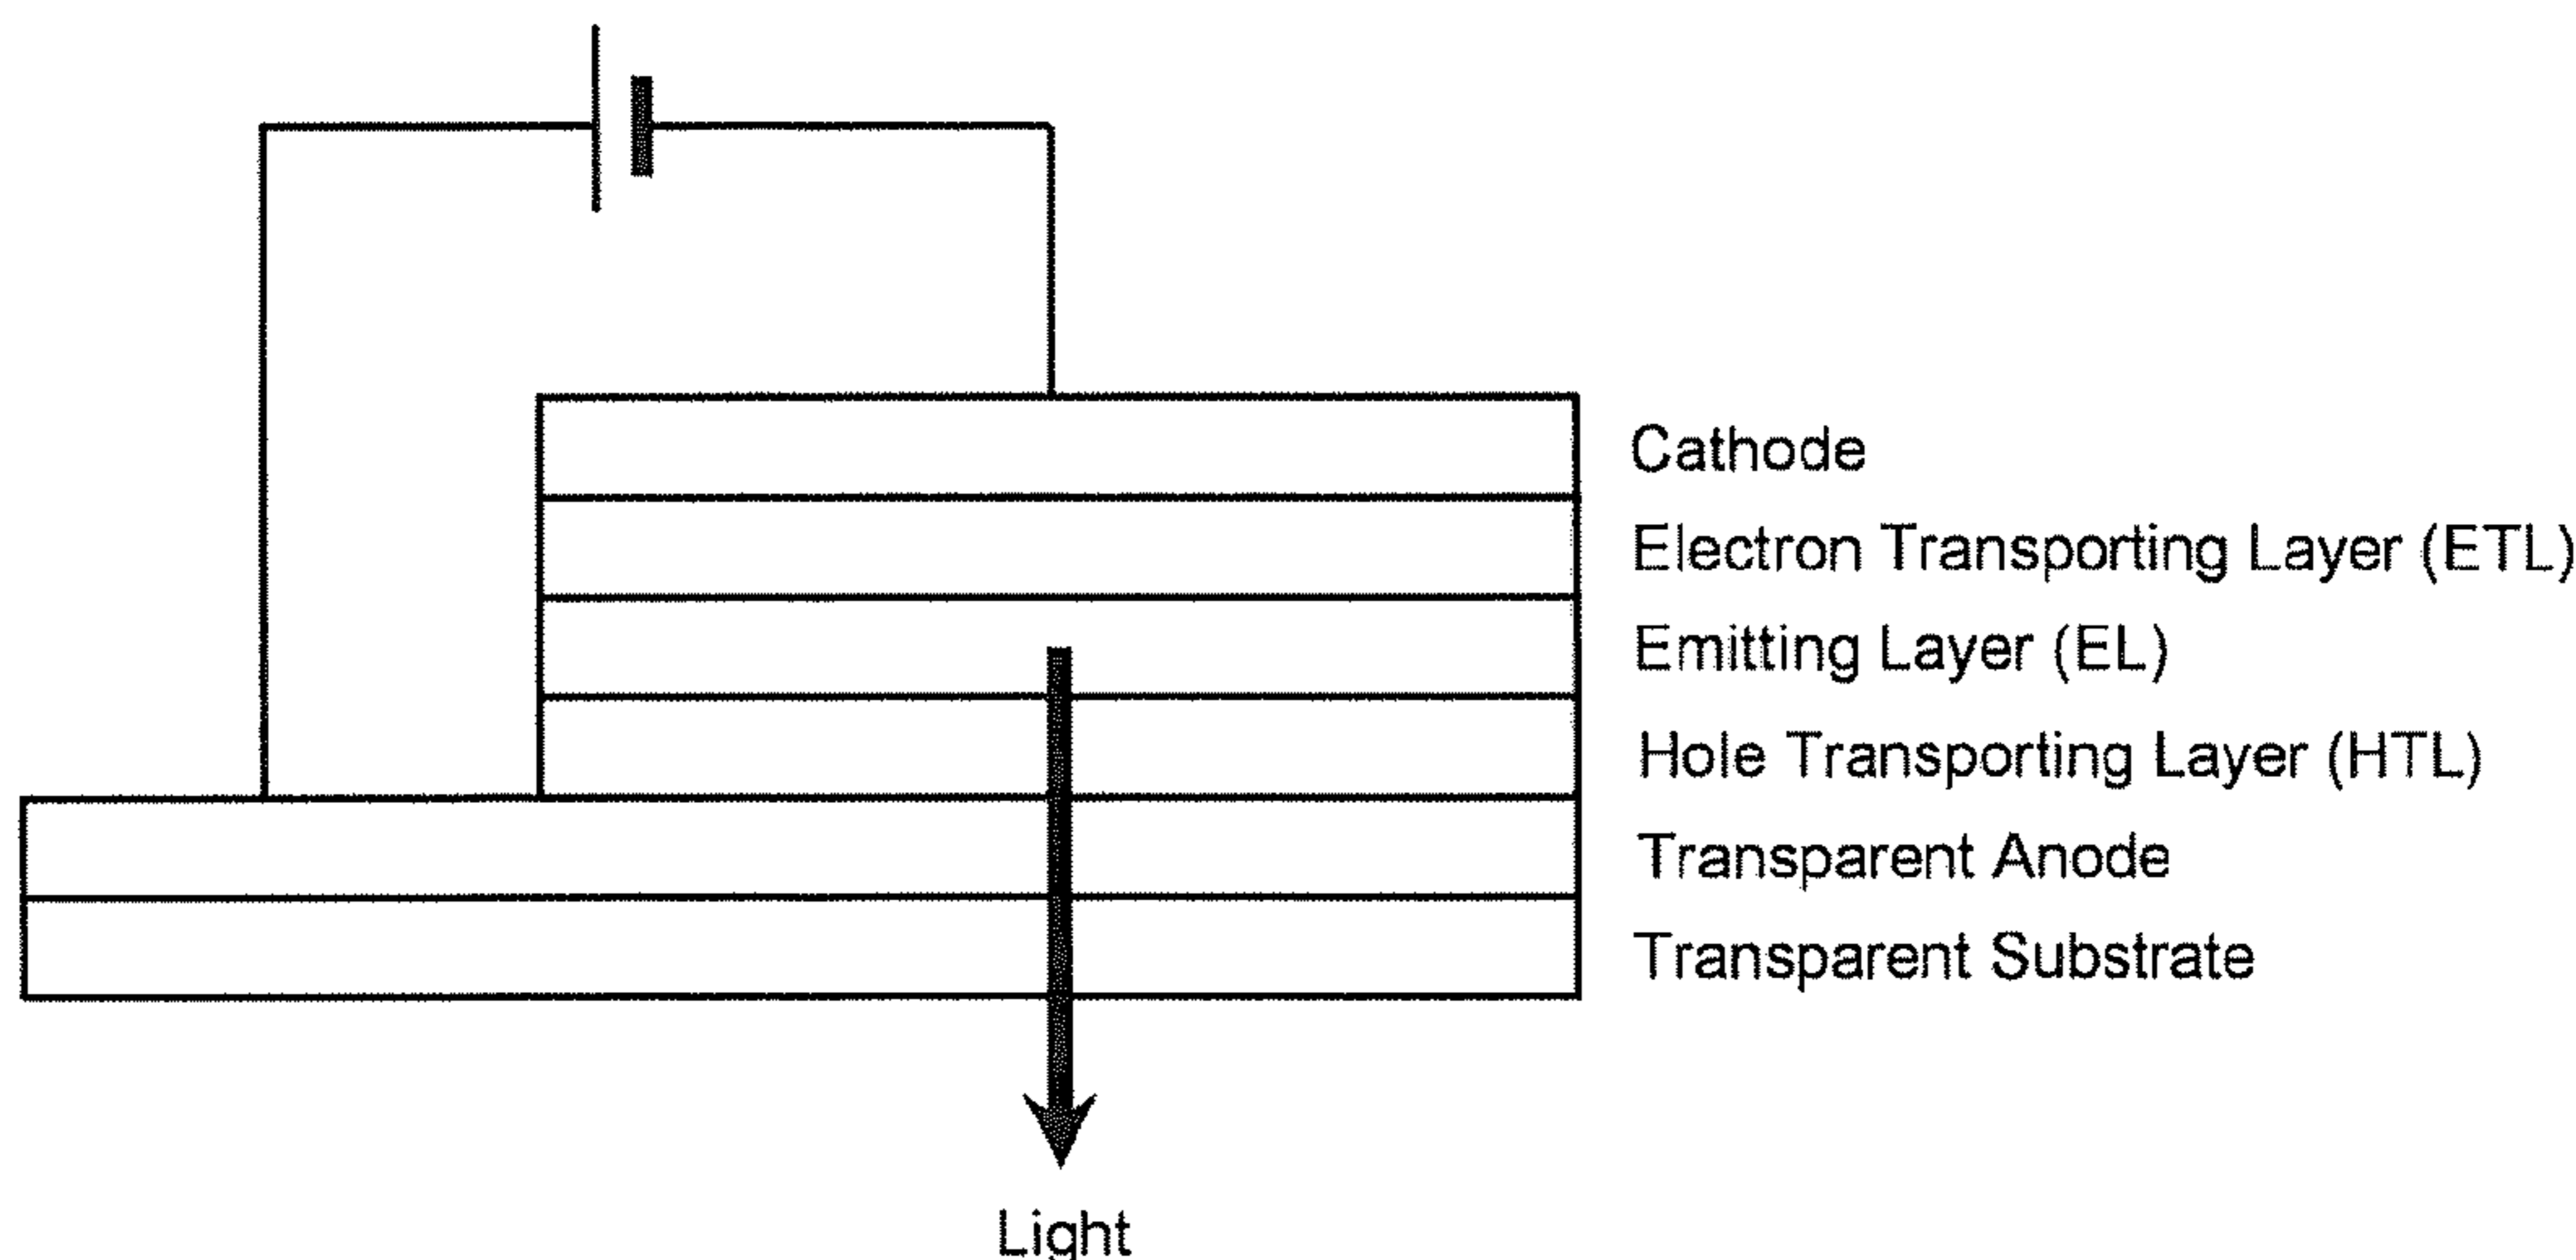 Cathode
Electron Transporting Layer (ETL)
Emitting Layer (EL)
Hole Transporting Layer (HTL)
Transparent Anode
Transparent Substrate
Light